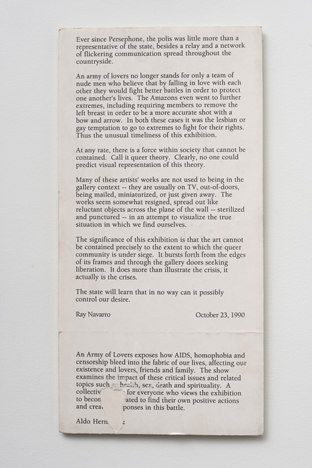 Ever since Persephone, the polis was little more than a
representative of the state, besides a relay and a network
of flickering communication spread throughout the
countryside.
An army of lovers no longer stands for only a team of
nude men who believe that by falling in love with each
other they would fight better battles in order to protect
one another's lives. The Amazons even went to further
extremes, including requiring members to remove the
left breast in order to be a more accurate shot with a
bow and arrow. In both these cases it was the lesbian or
gay temptation to go to extremes to fight for their rights.
Thus the unusual timeliness of this exhibition.
At any rate, there is a force within society that cannot be
contained. Call it queer theory. Clearly, no one could
predict visual representation of this theory.
Many of these artists' works are not used to being in the
gallery context -- they are usually on TV, out-of-doors,
being mailed, miniaturized, or just given away. The
works seem somewhat resigned, spread out like
reluctant objects across the plane of the wall -- sterilized
and punctured -- in an attempt to visualize the true
situation in which we find ourselves.
The significance of this exhibition is that the art cannot
be contained precisely to the extent to which the queer
community is under siege. It bursts forth from the edges
of its frames and through the gallery doors seeking
liberation. It does more than illustrate the crisis, it
actually is the crises.
The state will learn that in no way can it possibly
control our desire.
Ray Navarro October 23, 1990
An Army of Lovers exposes how AIDS, homophobia and
censorship bleed into the fabric of our lives, affecting our
existence and lovers, friends and family. The show
examines the impact of these critical issues and related
topics such health, sex, death and spirituality. A
collective for everyone who views the exhibition
to become ated to find their own positive actions
and crea ponses in this battle.
Aldo Hern